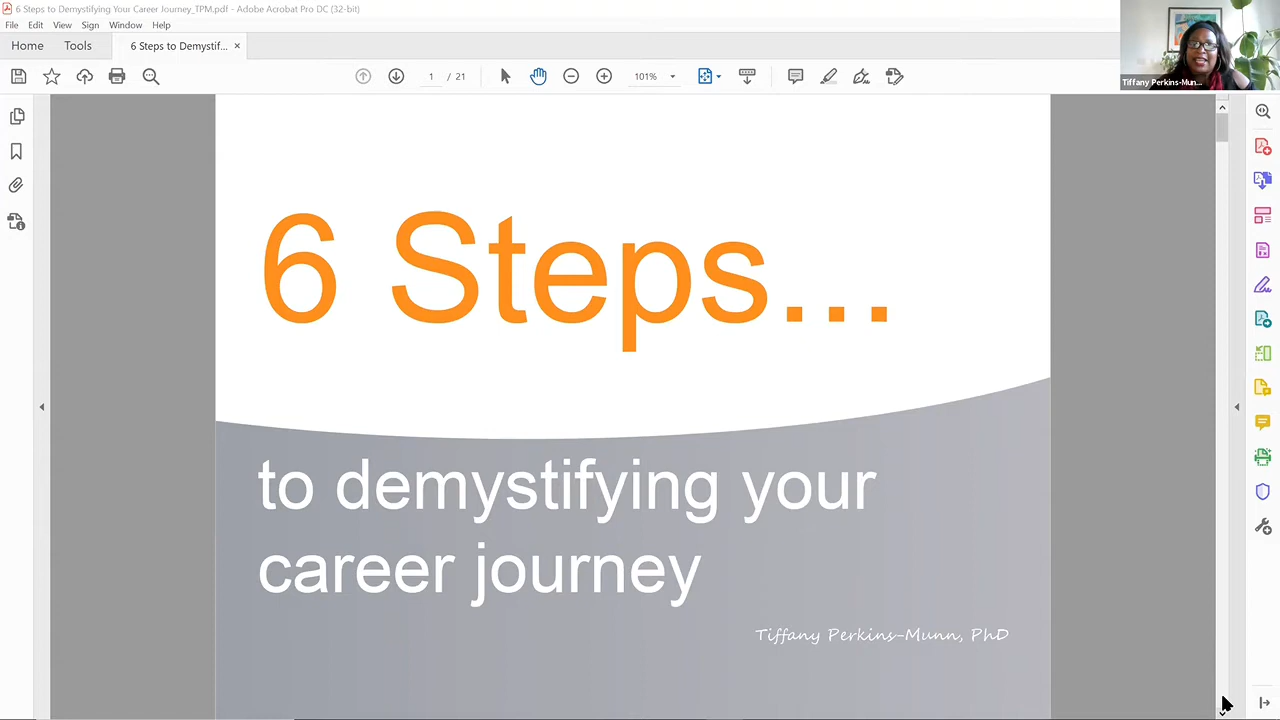 6 Steps to Demystifying Your Career Journey_TPM.pdf - Adobe Acrobat Pro DC (32-bit)
File Edit View Sign Window Help
Home Tools 6 Steps to Demystif... ×
1 / 21 101%
Tiffany Perkins-Mun...
6 Steps...
to demystifying your
career journey
Tiffany Perkins-Munn, PhD